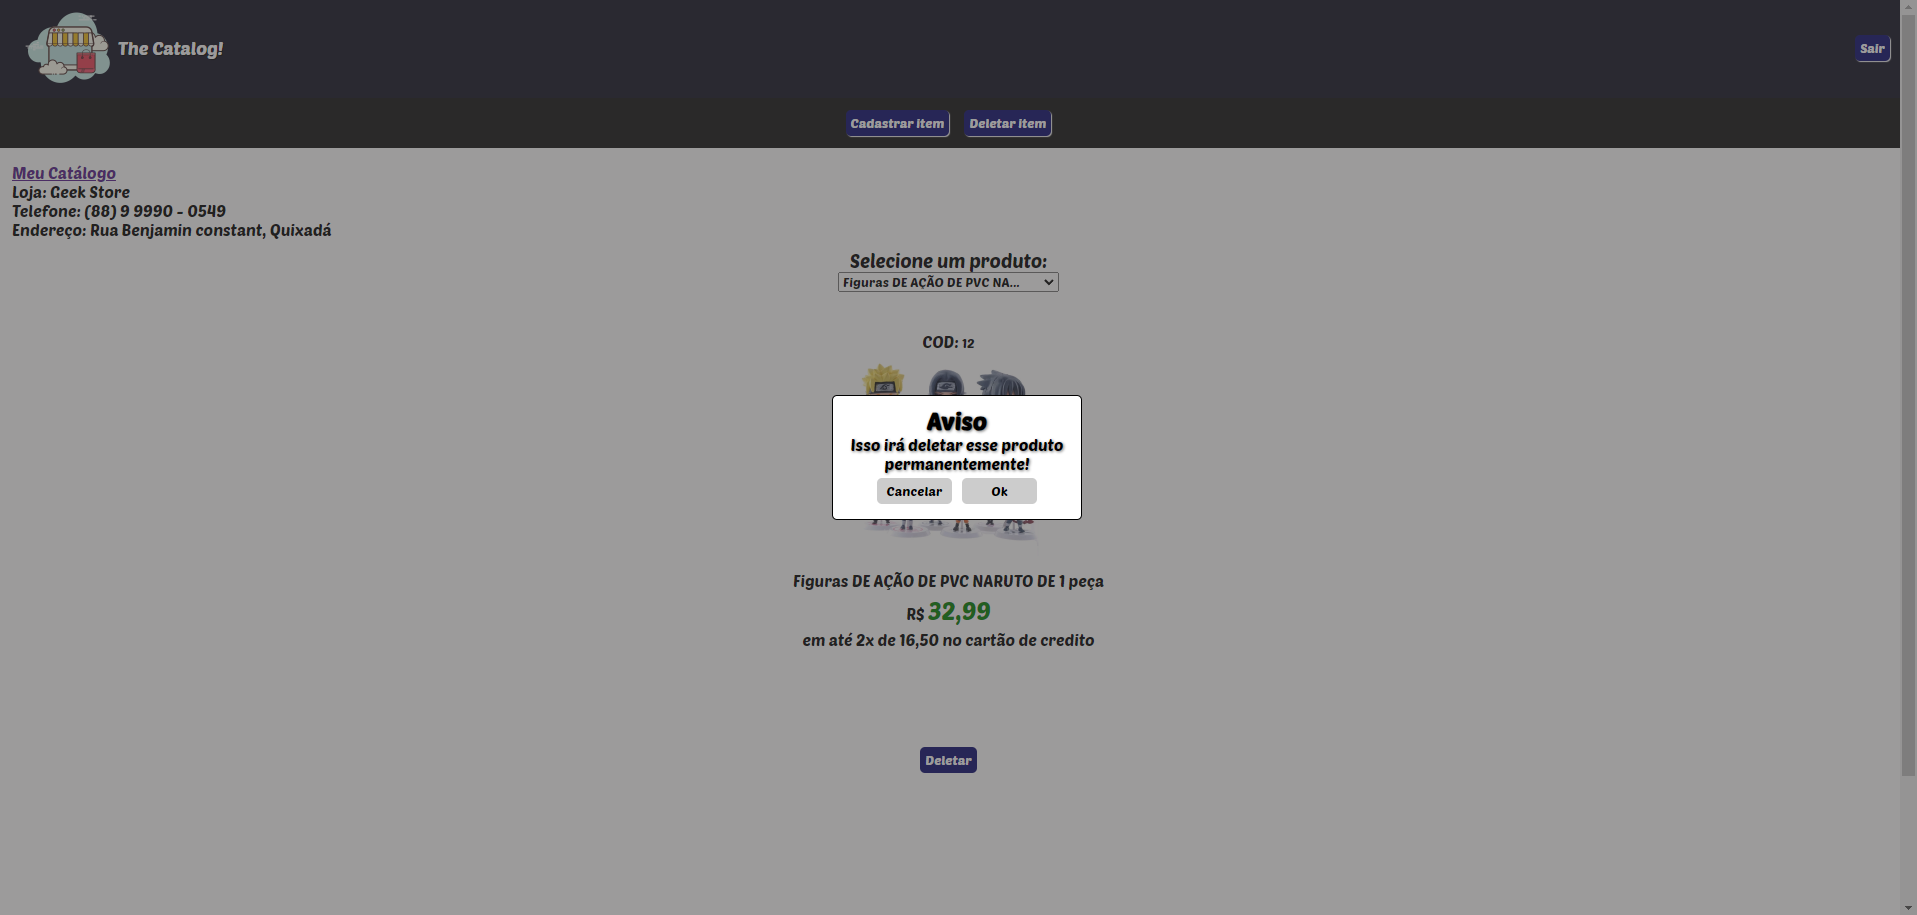 The Catalog!
Sair
Cadastrar item Deletar item
Meu Catálogo
Loja: Geek Store
Telefone: (88) 9 9990 - 0549
Endereço: Rua Benjamin constant, Quixadá
Selecione um produto:
Figuras DE AÇÃO DE PVC NA...
COD: 12
Aviso
Isso irá deletar esse produto
permanentemente!
Cancelar Ok
Figuras DE AÇÃO DE PVC NARUTO DE 1 peça
R$ 32,99
em até 2x de 16,50 no cartão de credito
Deletar